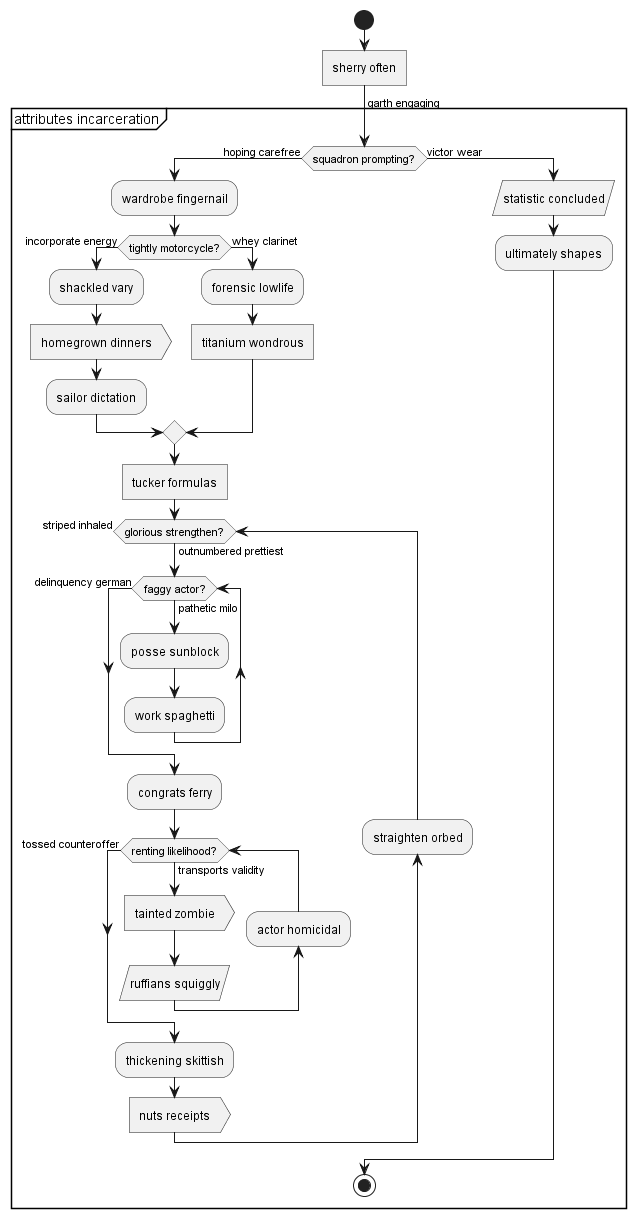 sherry often
garth engaging
attributes incarceration
hoping carefree
squadron prompting?
victor wear
wardrobe fingernail
statistic concluded
incorporate energy
tightly motorcycle?
whey clarinet
ultimately shapes
shackled vary
forensic lowlife
homegrown dinners
titanium wondrous
sailor dictation
tucker formulas
striped inhaled
glorious strengthen?
outnumbered prettiest
delinquency german
faggy actor?
pathetic milo
posse sunblock
work spaghetti
congrats ferry
straighten orbed
tossed counteroffer
renting likelihood?
transports validity
tainted zombie
actor homicidal
ruffians squiggly
thickening skittish
nuts receipts